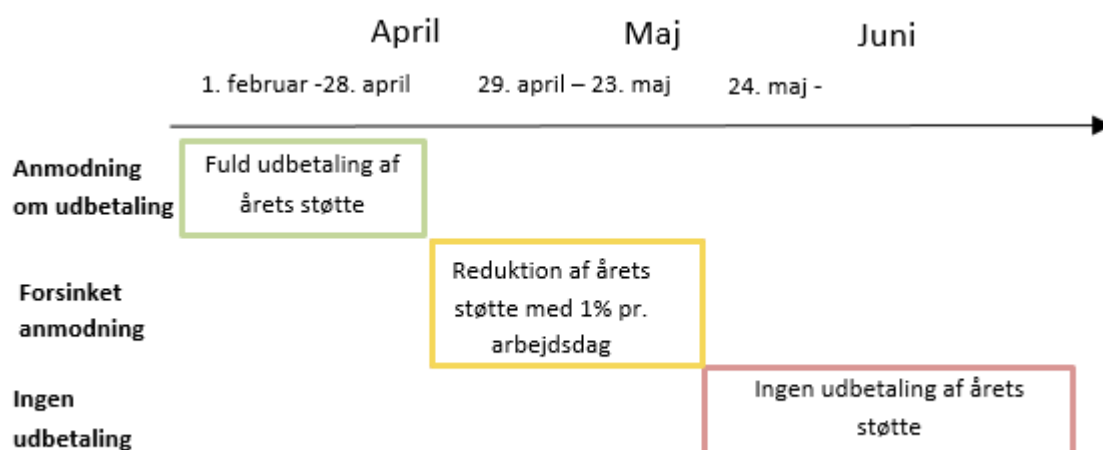 April Maj Juni
1. februar -28. april 29. april – 23. maj 24. maj -
Anmodning
om udbetaling
Fuld udbetaling af
årets støtte
Forsinket
anmodning
Reduktion af årets
støtte med 1% pr.
arbejdsdag
Ingen
udbetaling
Ingen udbetaling af årets
støtte